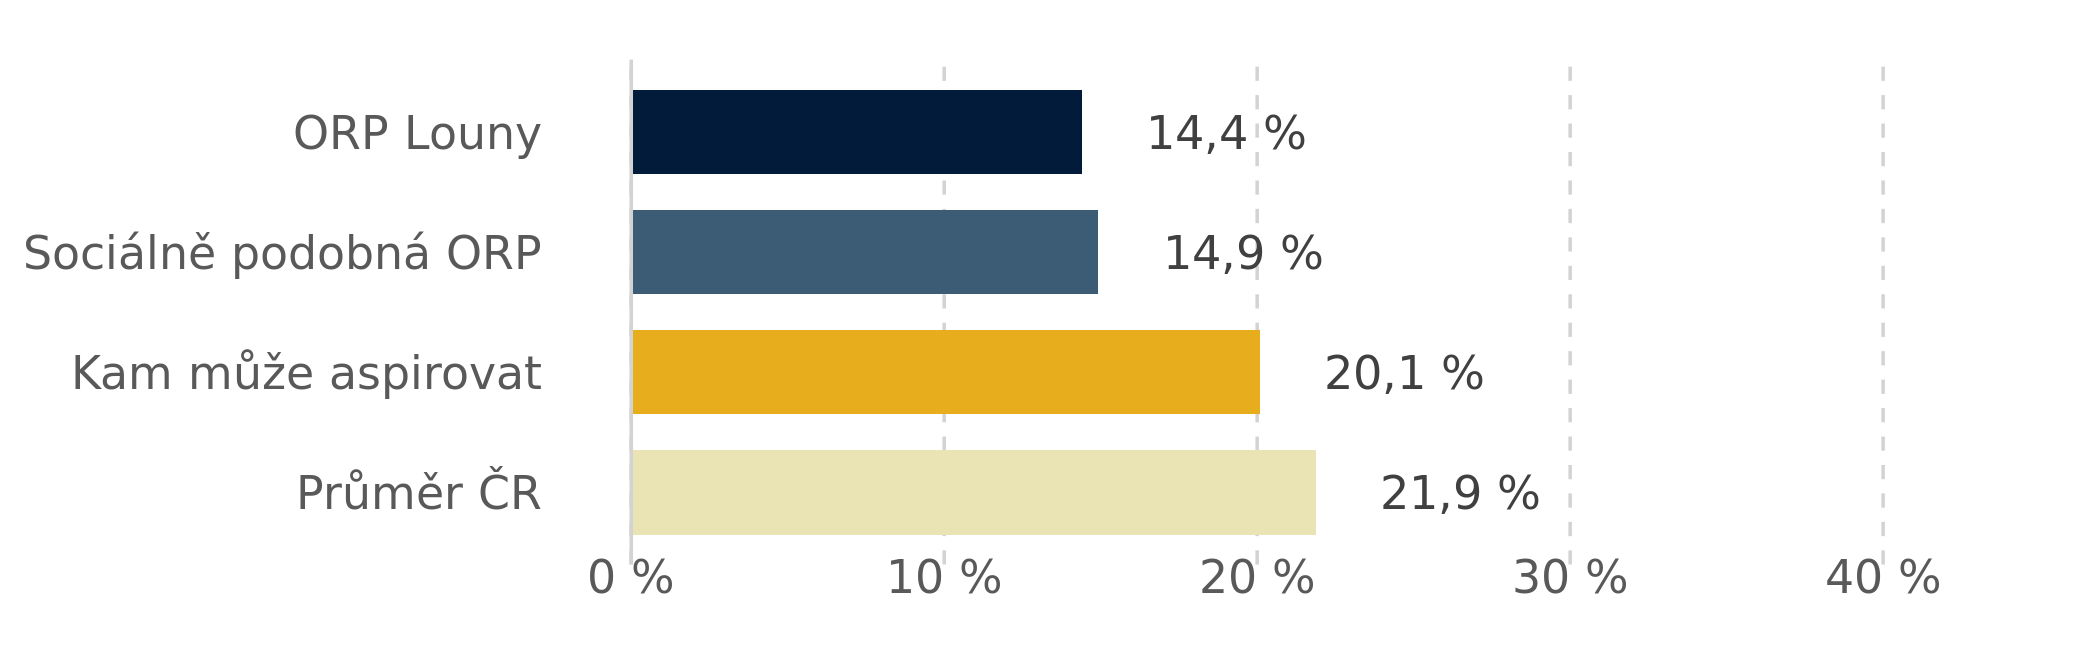 ORP Louny 14,4 %
Sociálně podobná ORP 14,9 %
Kam může aspirovat 20,1 %
Průměr ČR 21,9 %
0 % 10 % 20 % 30 % 40 %